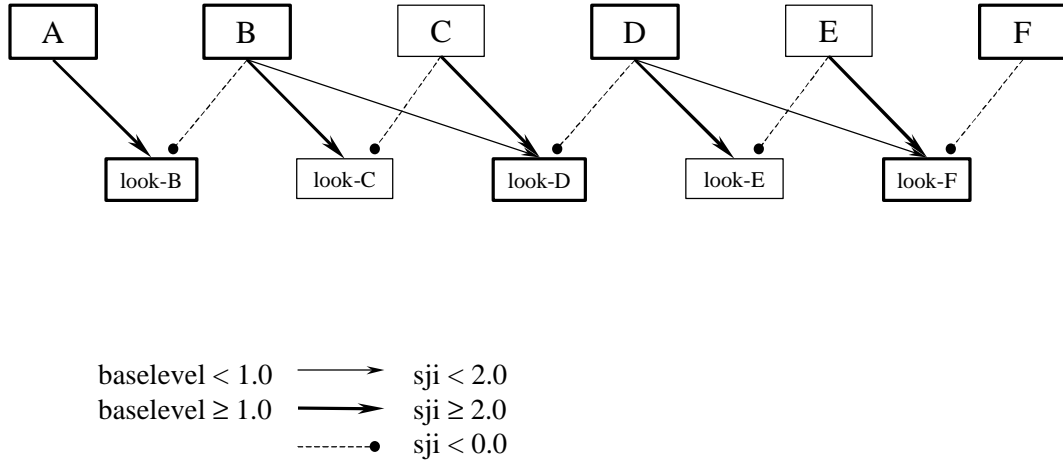 A B C D E F
look-B look-C look-D look-E look-F
baselevel < 1.0 sji < 2.0
baselevel ≥ 1.0 sji ≥ 2.0
sji < 0.0